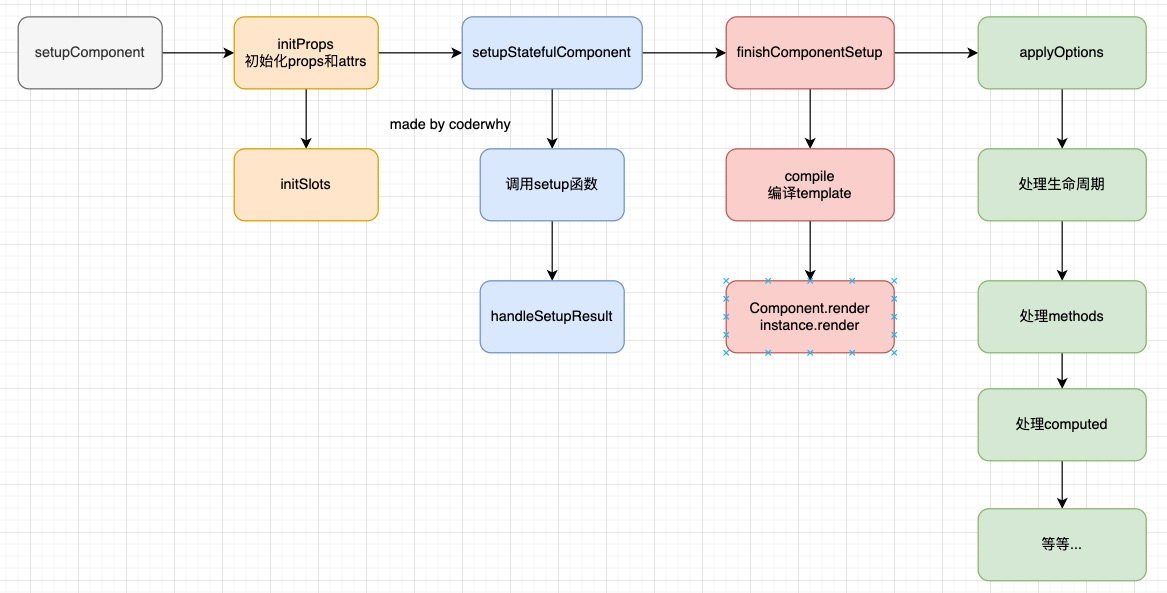 setupComponent
initProps
初始化props和attrs
setupStatefulComponent
finishComponentSetup
applyOptions
made by coderwhy
initSlots
调用setup函数
compile
编译template
处理生命周期
handleSetupResult
Component.render
instance.render
处理methods
处理computed
等等...